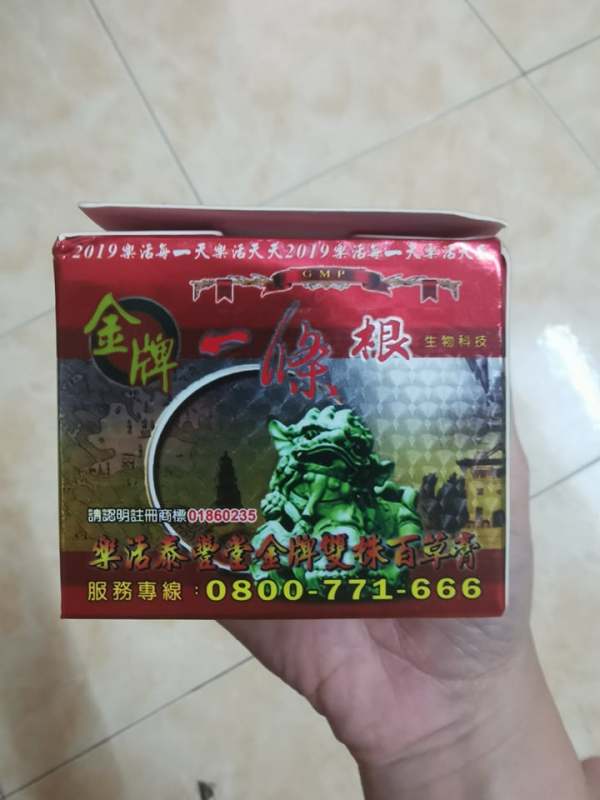 2019樂活每一天樂活天天2019樂活每一天樂活天
GMP
金牌一條根 生物科技
請認明註冊商標01860235
樂活泰豐堂金牌雙株百草膏
服務專線：0800-771-666